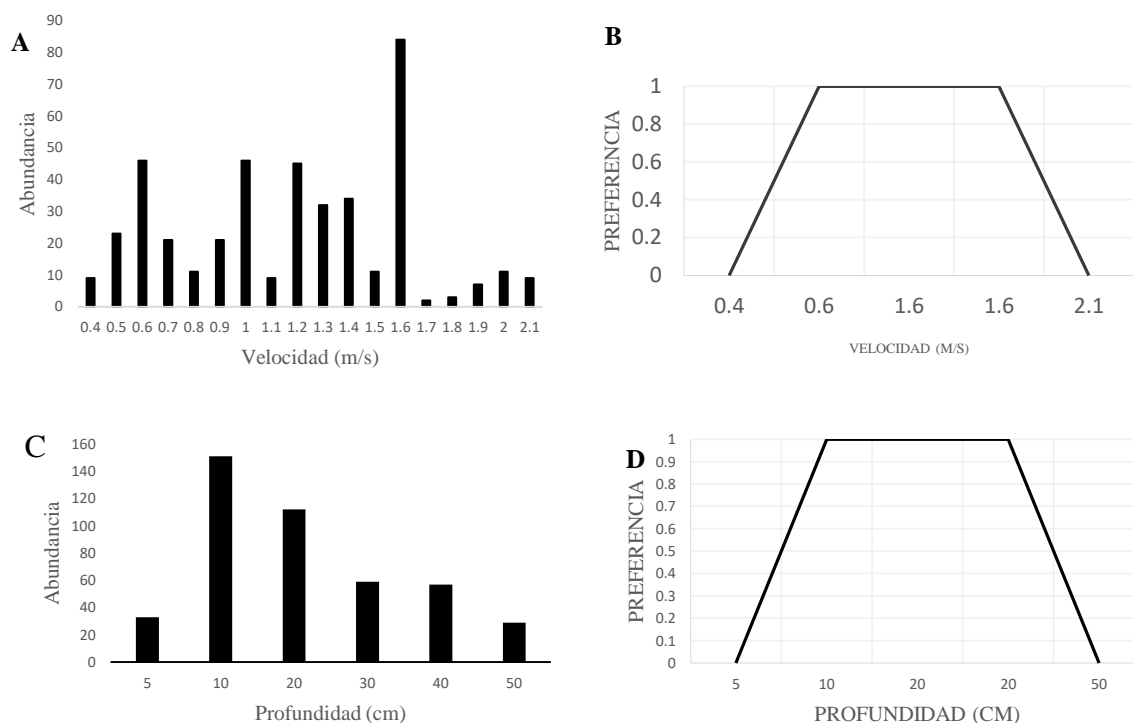 A
Abundancia
90
80
70
60
50
40
30
20
10
0
0.4 0.5 0.6 0.7 0.8 0.9 1 1.1 1.2 1.3 1.4 1.5 1.6 1.7 1.8 1.9 2 2.1
Velocidad (m/s)
B
PREFERENCIA
1
0.8
0.6
0.4
0.2
0
0.4 0.6 1.6 1.6 2.1
VELOCIDAD (M/S)
C
Abundancia
160
140
120
100
80
60
40
20
0
5 10 20 30 40 50
Profundidad (cm)
D
PREFERENCIA
1
0.9
0.8
0.7
0.6
0.5
0.4
0.3
0.2
0.1
0
5 10 20 20 50
PROFUNDIDAD (CM)